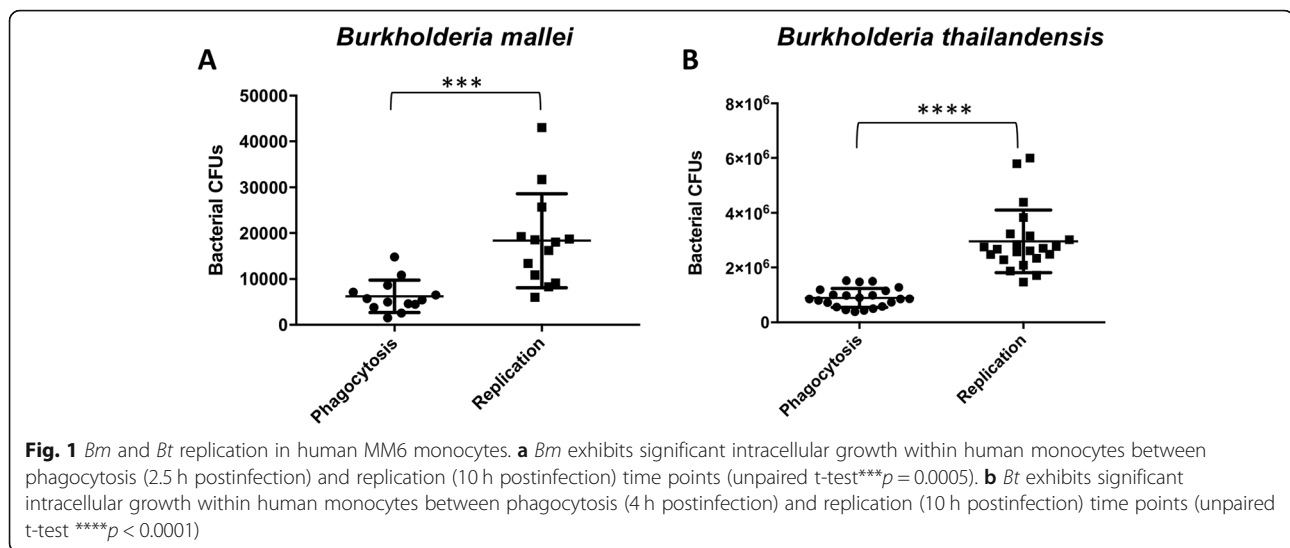 Burkholderia mallei
A
***
50000
40000
30000
20000
10000
0
Bacterial CFUs
Phagocytosis
Replication
Burkholderia thailandensis
B
****
8×10⁶
6×10⁶
4×10⁶
2×10⁶
0
Bacterial CFUs
Phagocytosis
Replication
Fig. 1 Bm and Bt replication in human MM6 monocytes. a Bm exhibits significant intracellular growth within human monocytes between
phagocytosis (2.5 h postinfection) and replication (10 h postinfection) time points (unpaired t-test***p = 0.0005). b Bt exhibits significant
intracellular growth within human monocytes between phagocytosis (4 h postinfection) and replication (10 h postinfection) time points (unpaired
t-test ****p < 0.0001)